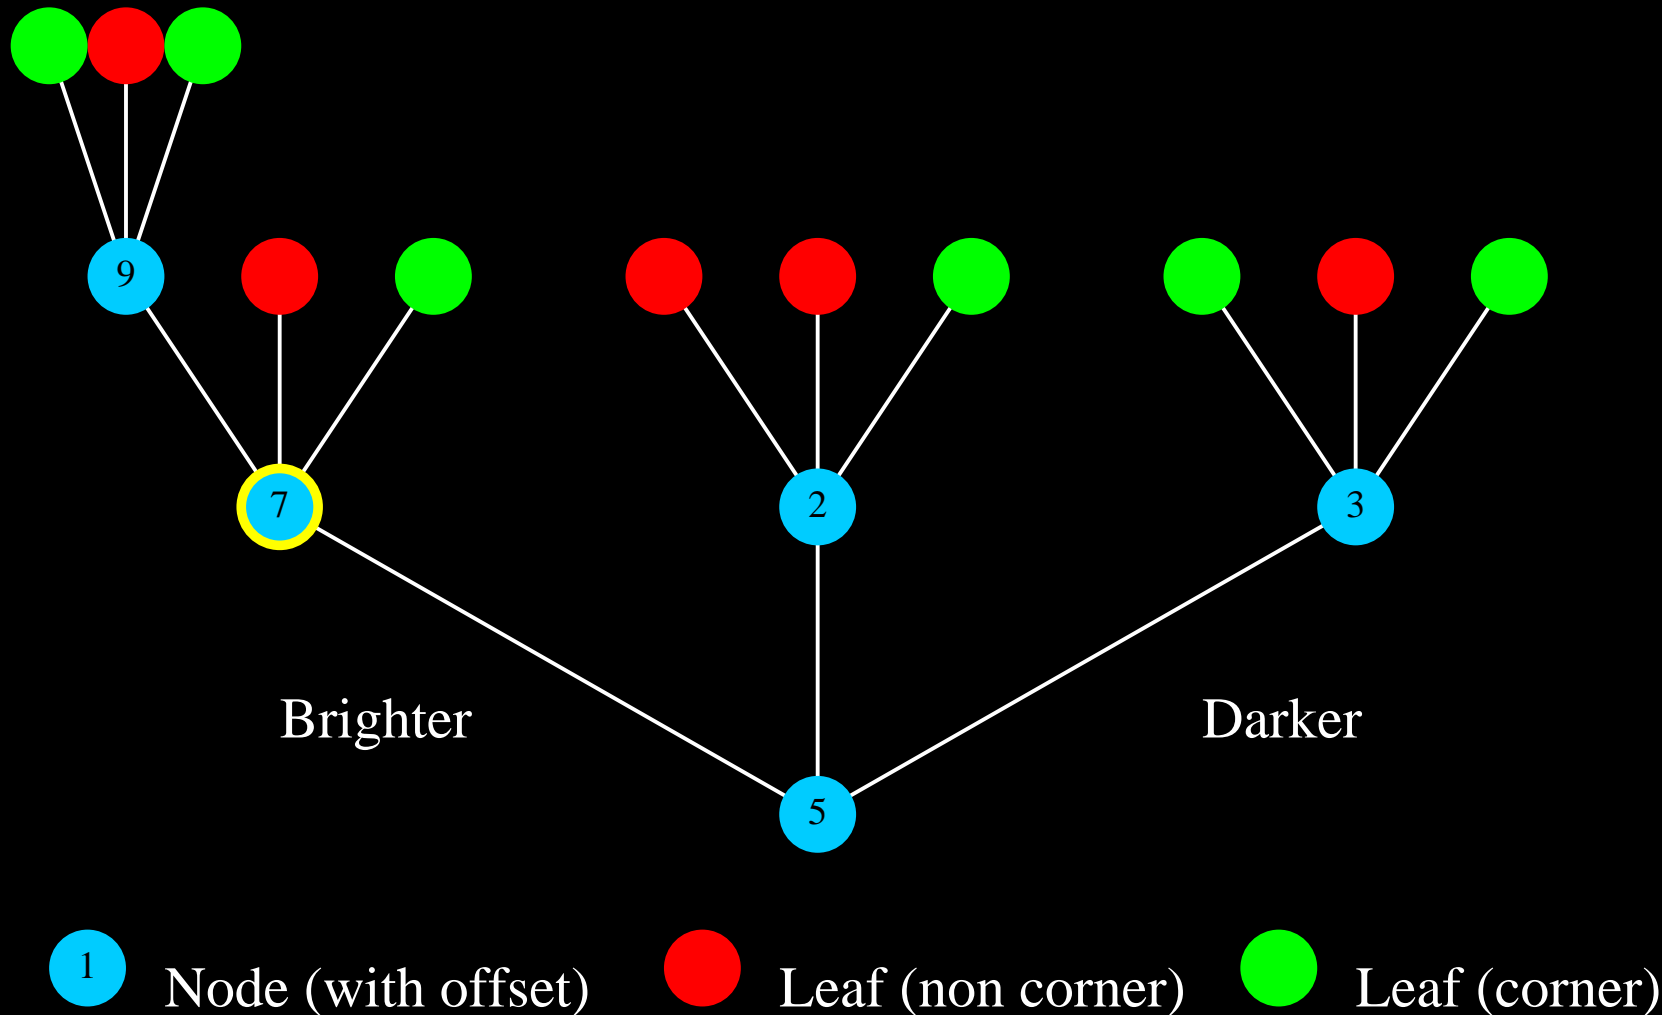 9
7 2 3
Brighter Darker
5
1 Node (with offset) Leaf (non corner) Leaf (corner)